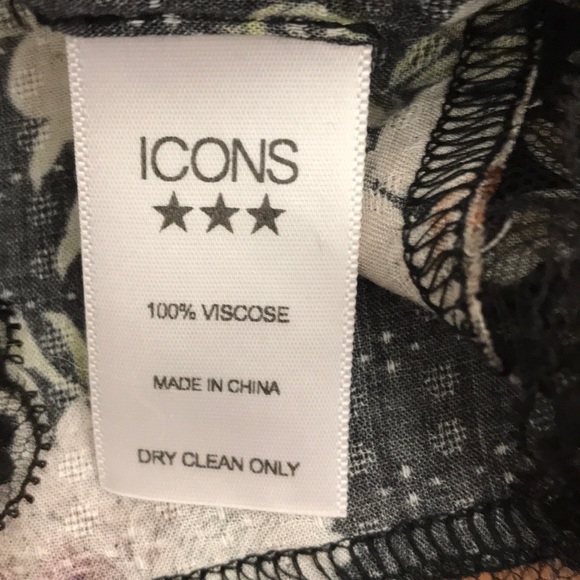 ICONS
★★★
100% VISCOSE
MADE IN CHINA
DRY CLEAN ONLY